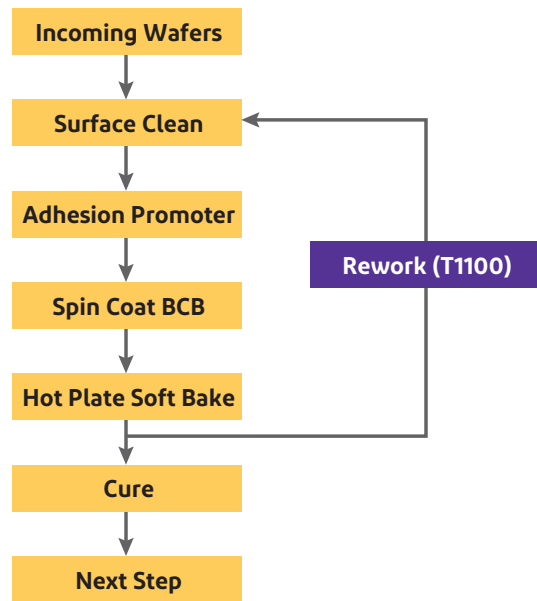 Incoming Wafers
Surface Clean
Adhesion Promoter
Rework (T1100)
Spin Coat BCB
Hot Plate Soft Bake
Cure
Next Step